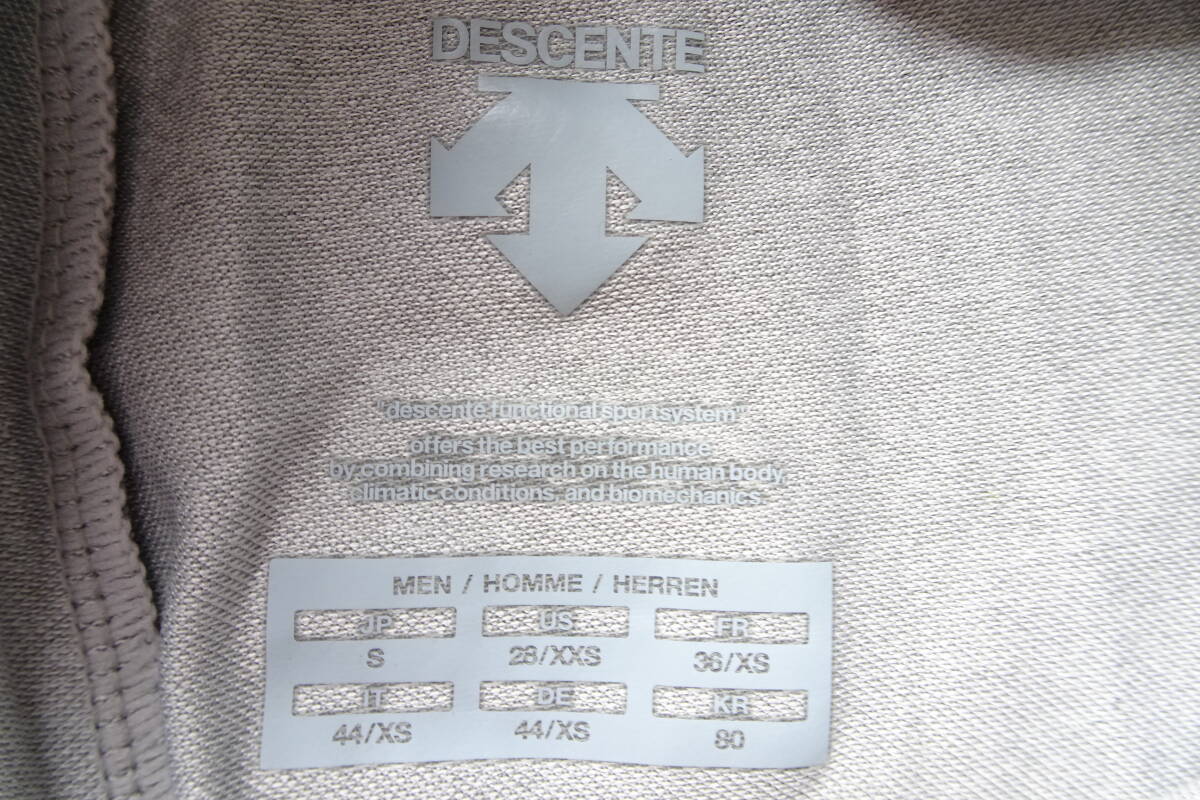 DESCENTE
"descente functional sportsystem"
offers the best performance
by combining research on the human body,
climatic conditions, and biomechanics
MEN / HOMME / HERREN
JP US FR
S 28/XXS 36/XS
IT DE KR
44/XS 44/XS 80